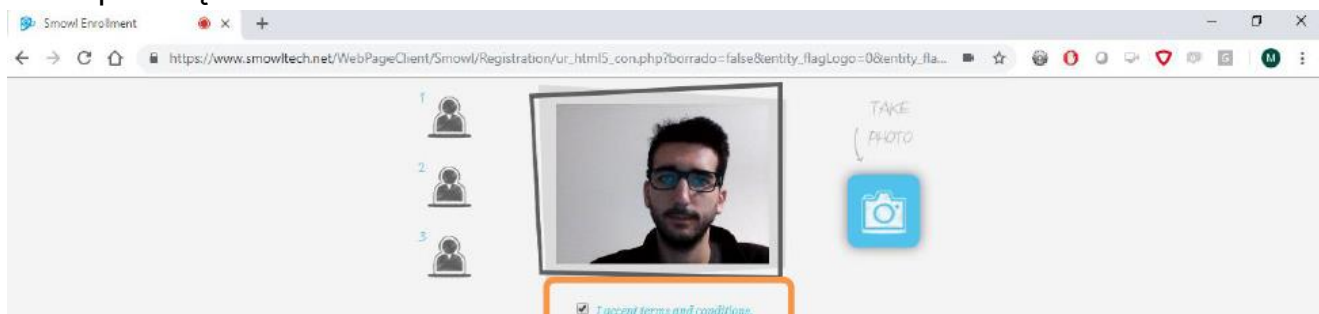 Smowl Enrollment
https://www.smowltech.net/WebPageClient/Smowl/Registration/ur_html5_con.php?borrado=false&entity_flagLogo=0&entity_fla...
M
1
TAKE
PHOTO
2
3
I accept terms and conditions